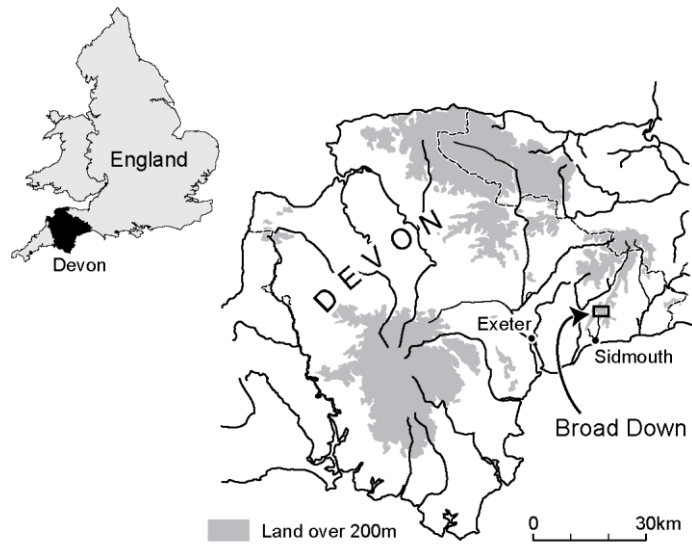 England
Devon
DEVON
Exeter
Sidmouth
Broad Down
Land over 200m
0 30km